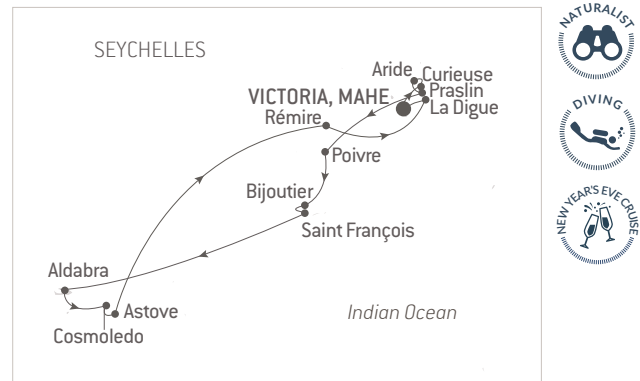 SEYCHELLES
Aride
Curieuse
Praslin
La Digue
VICTORIA, MAHE
Rémire
Poivre
Bijoutier
Saint François
Aldabra
Astove
Cosmoledo
Indian Ocean
NATURALIST
DIVING
NEW YEAR'S EVE CRUISE